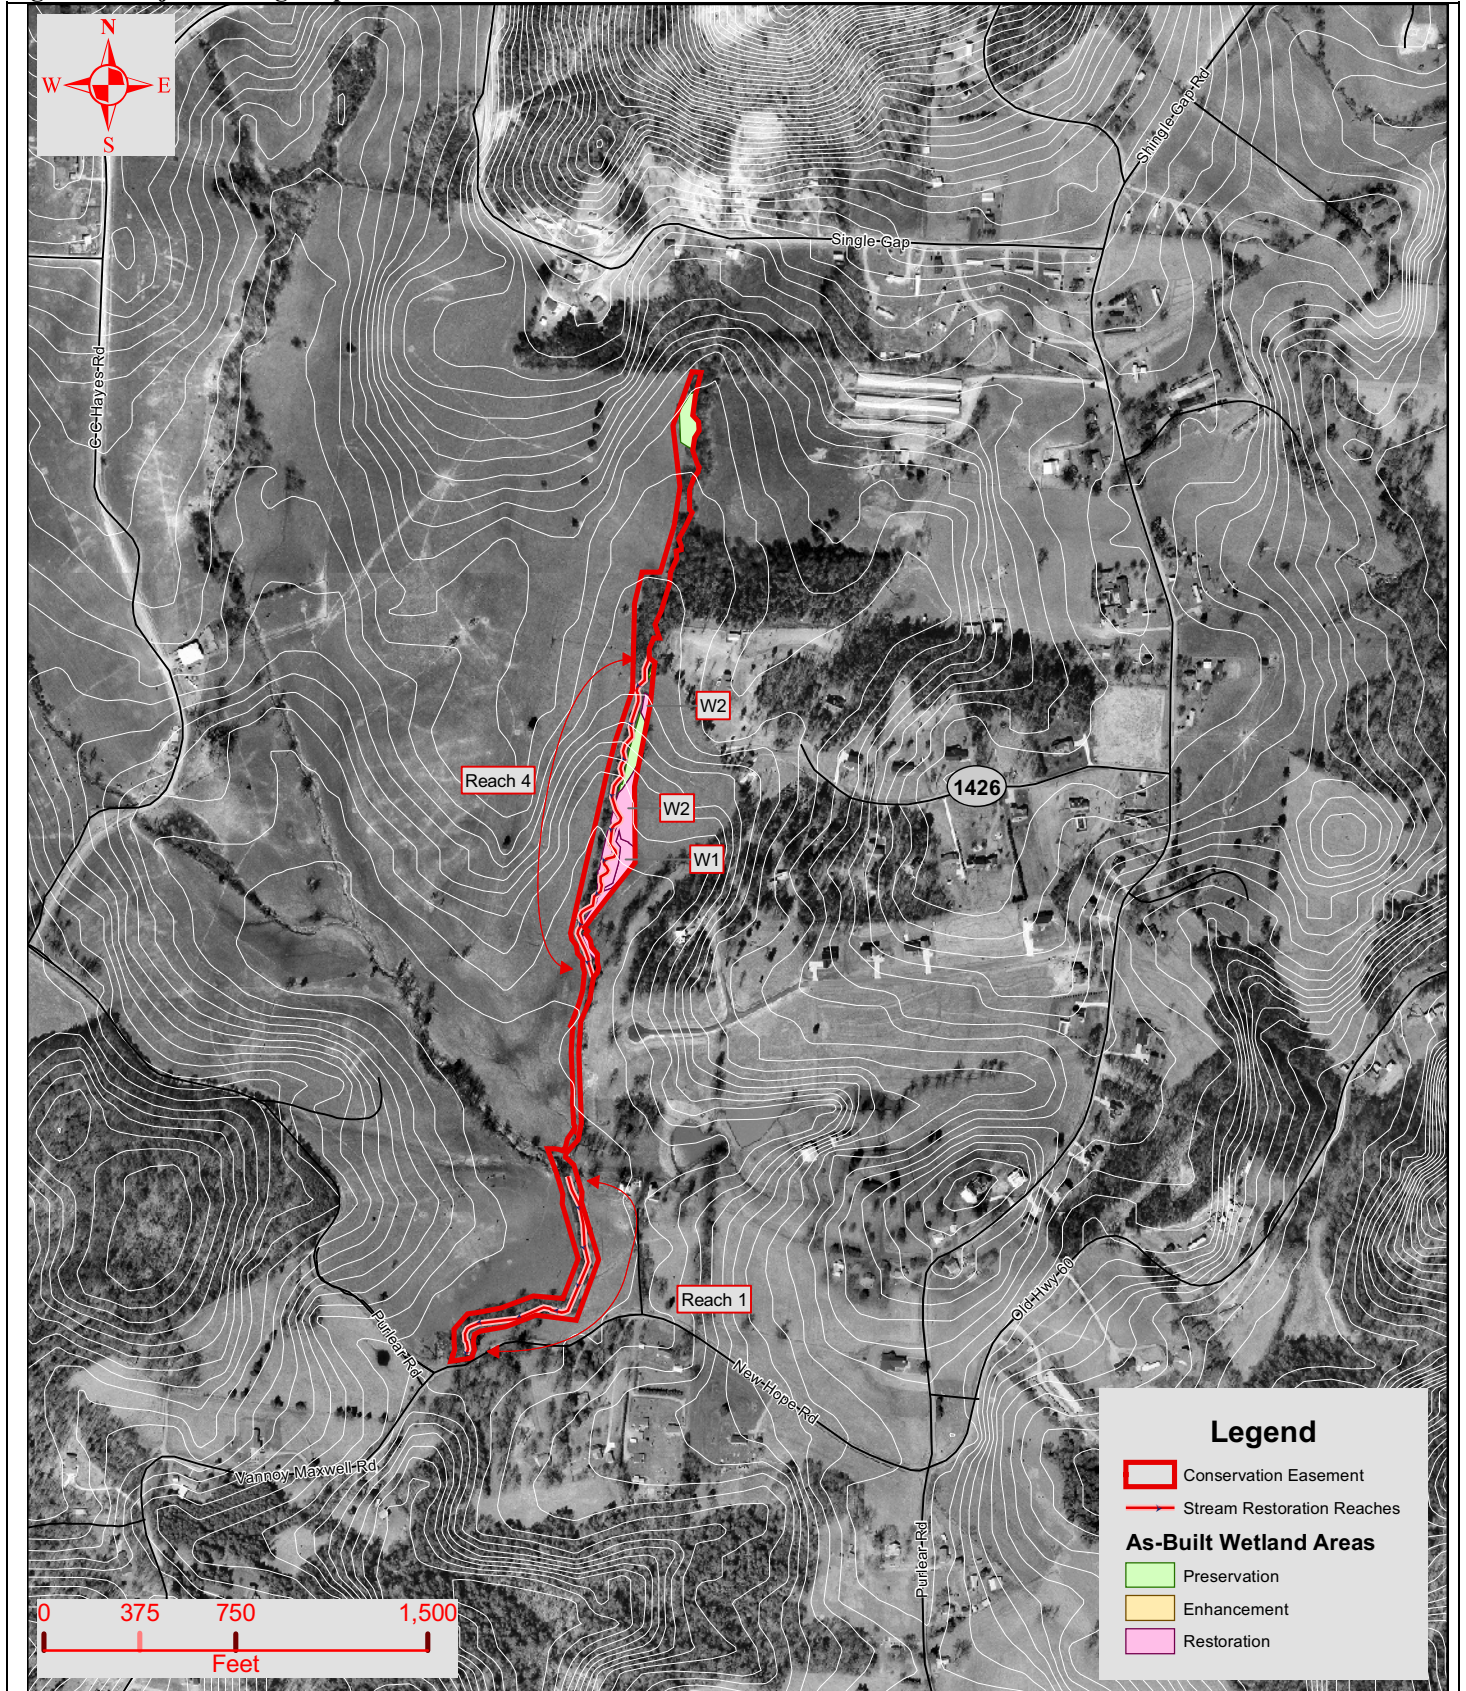 N
W E
S
Shingle Gap Rd
Single Gap
C C Hayes Rd
W2
Reach 4
1426
W2
W1
Reach 1
Old Hwy 60
Purlear Rd
New Hope Rd
Vannoy Maxwell Rd
Purlear Rd
Legend
Conservation Easement
Stream Restoration Reaches
As-Built Wetland Areas
Preservation
Enhancement
Restoration
0 375 750 1,500
Feet